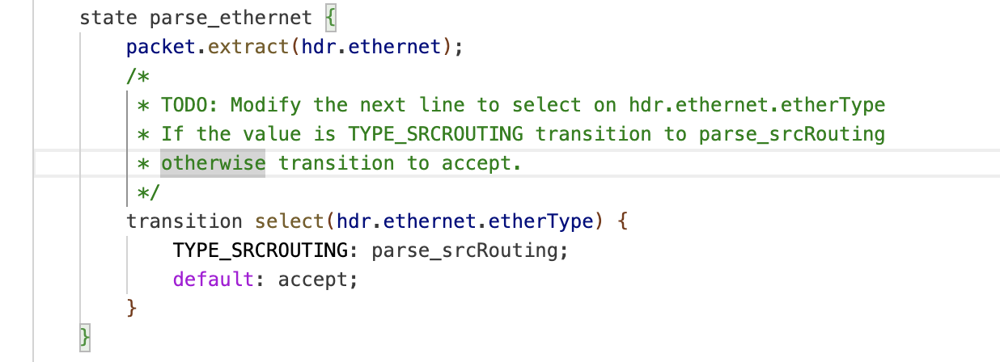 state parse_ethernet {
packet.extract(hdr.ethernet);
/*
* TODO: Modify the next line to select on hdr.ethernet.etherType
* If the value is TYPE_SRCROUTING transition to parse_srcRouting
* otherwise transition to accept.
*/
transition select(hdr.ethernet.etherType) {
TYPE_SRCROUTING: parse_srcRouting;
default: accept;
}
}